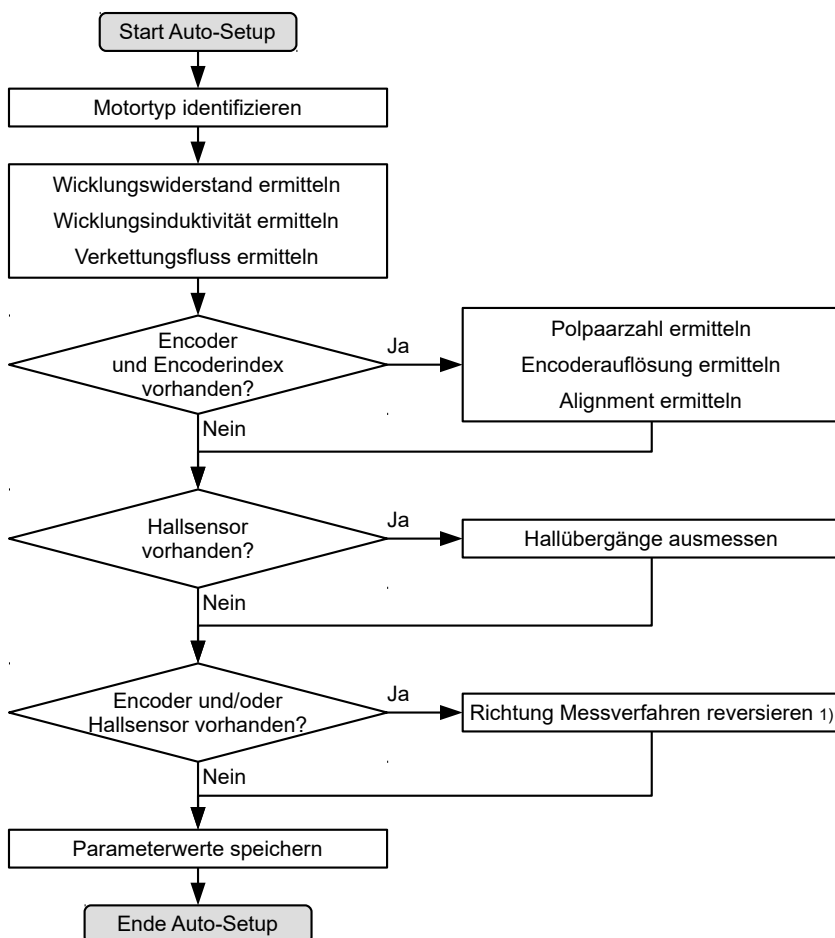 Start Auto-Setup
Motortyp identifizieren
Wicklungswiderstand ermitteln
Wicklungsinduktivität ermitteln
Verkettungsfluss ermitteln
Encoder
und Encoderindex
vorhanden?
Ja
Polpaarzahl ermitteln
Encoderauflösung ermitteln
Alignment ermitteln
Nein
Hallsensor
vorhanden?
Ja
Hallübergänge ausmessen
Nein
Encoder und/oder
Hallsensor vorhanden?
Ja
Richtung Messverfahren reversieren 1)
Nein
Parameterwerte speichern
Ende Auto-Setup